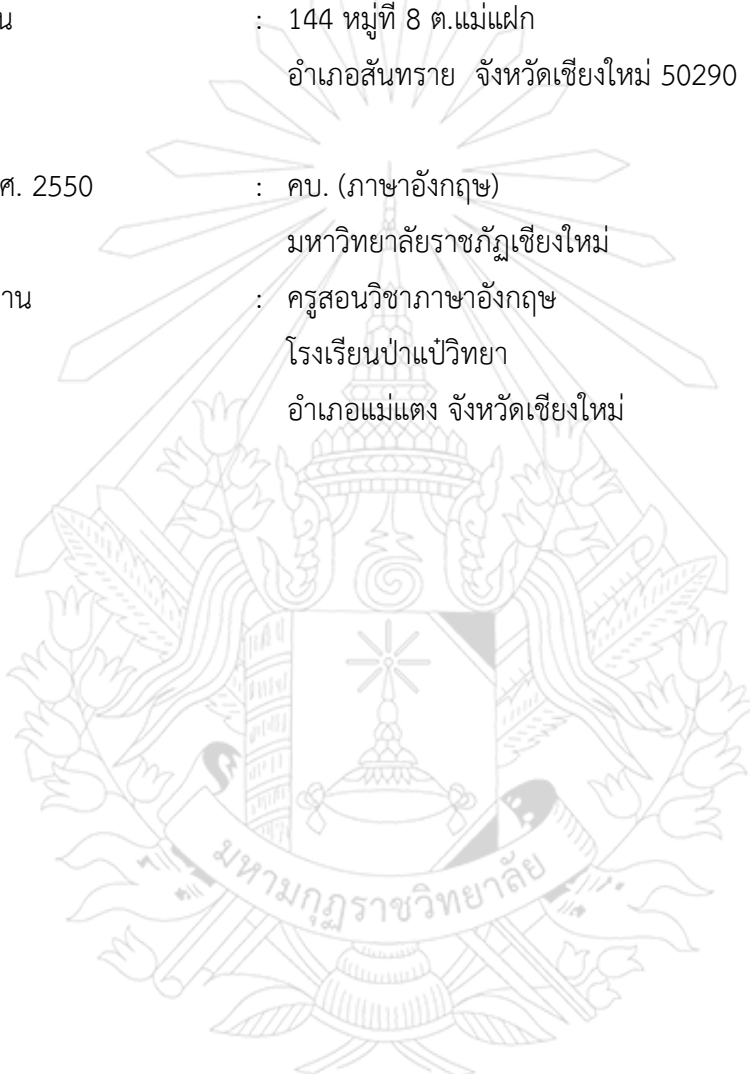 น : 144 หมู่ที่ 8 ต.แม่แฝก
อำเภอสันทราย จังหวัดเชียงใหม่ 50290
ศ. 2550 : คบ. (ภาษาอังกฤษ)
มหาวิทยาลัยราชภัฏเชียงใหม่
าน : ครูสอนวิชาภาษาอังกฤษ
โรงเรียนป่าแป๋วิทยา
อำเภอแม่แตง จังหวัดเชียงใหม่
มหามกุฏราชวิทยาลัย